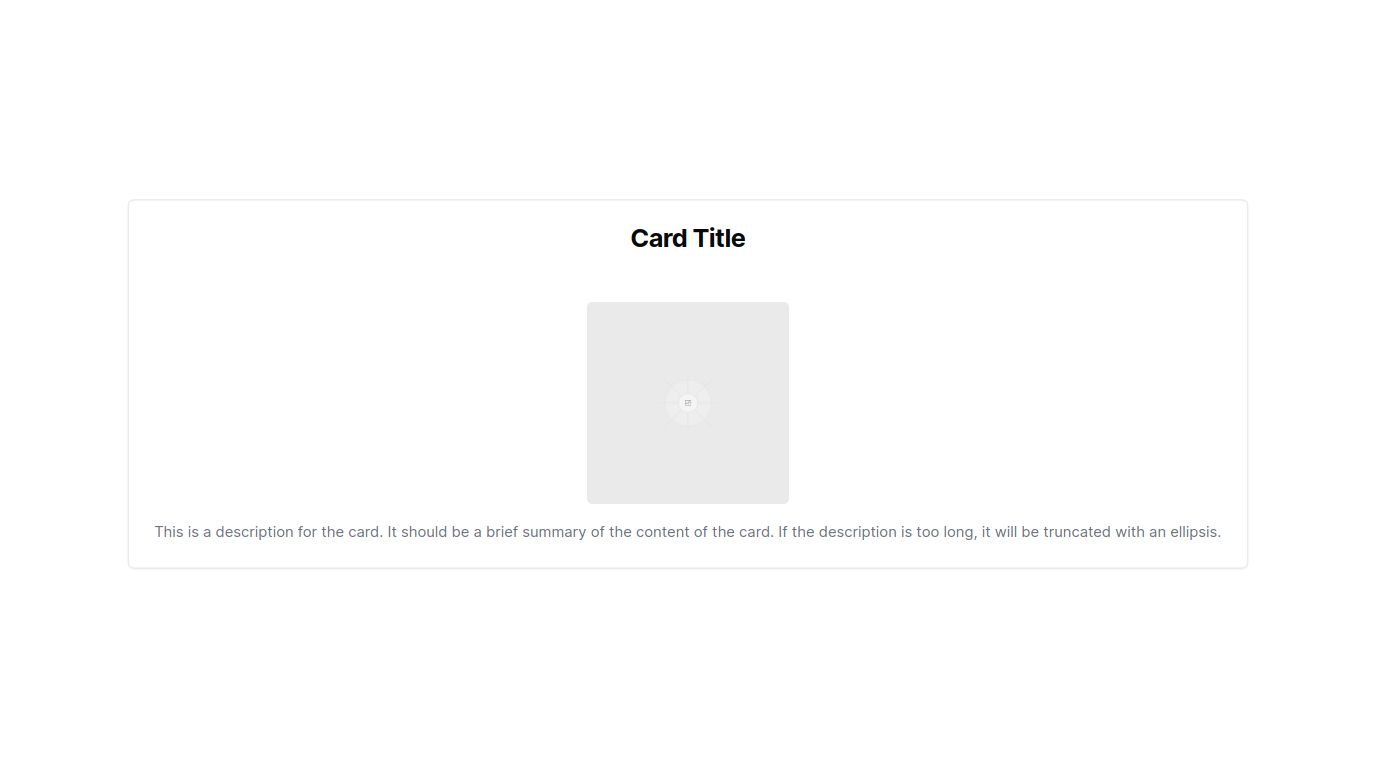 Card Title
This is a description for the card. It should be a brief summary of the content of the card. If the description is too long, it will be truncated with an ellipsis.